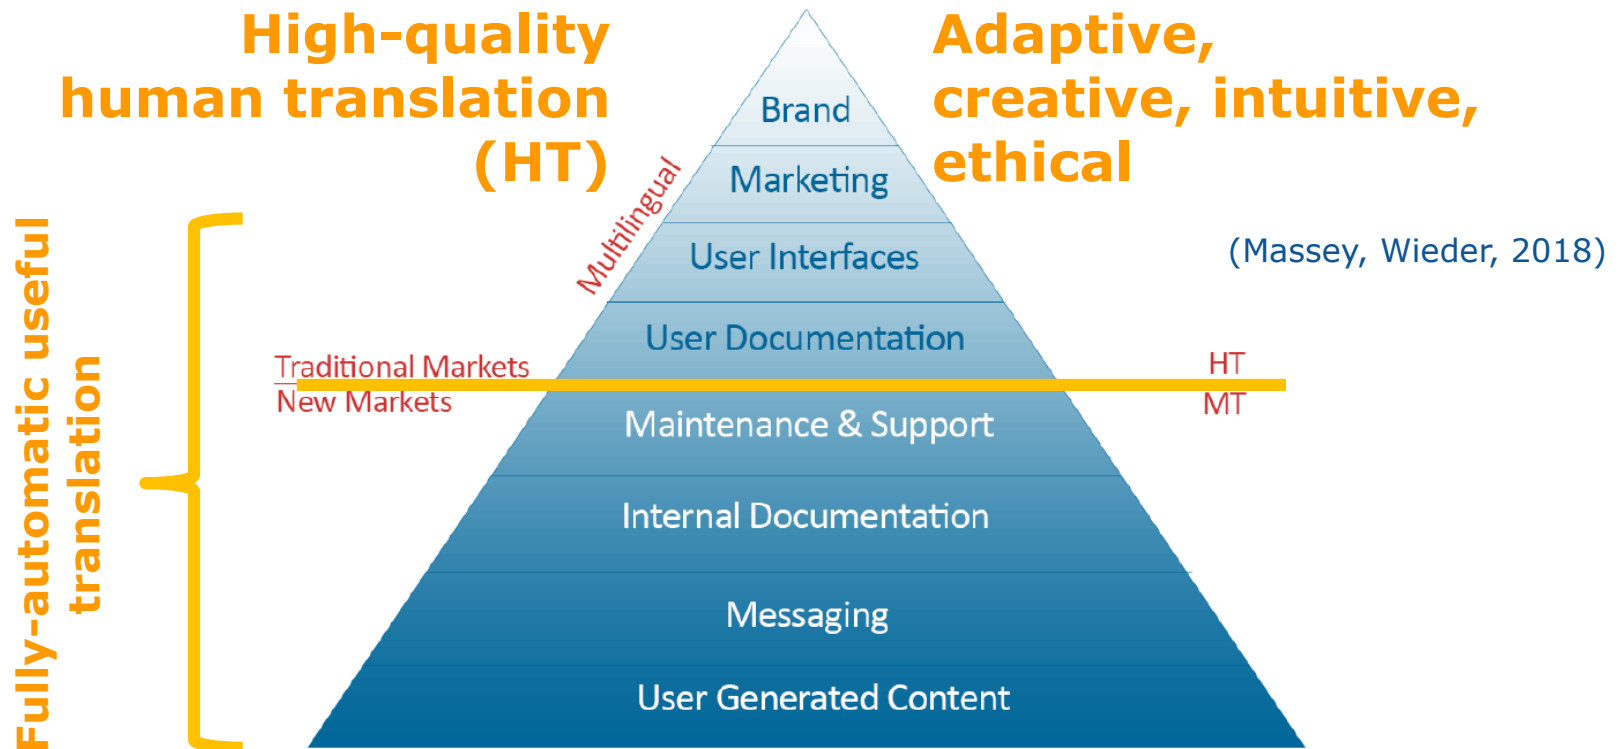 High-quality
human translation
(HT)
Adaptive,
creative, intuitive,
ethical
Brand
Marketing
Multilingual
User Interfaces
(Massey, Wieder, 2018)
User Documentation
Traditional Markets
HT
New Markets
MT
Maintenance & Support
Internal Documentation
Messaging
User Generated Content
Fully-automatic useful
translation